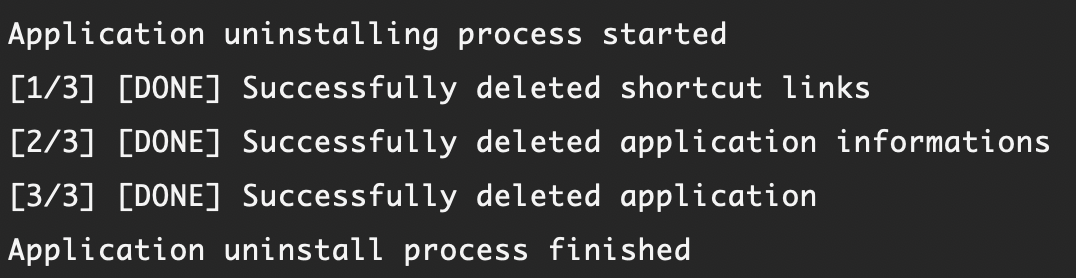 Application uninstalling process started
[1/3] [DONE] Successfully deleted shortcut links
[2/3] [DONE] Successfully deleted application informations
[3/3] [DONE] Successfully deleted application
Application uninstall process finished